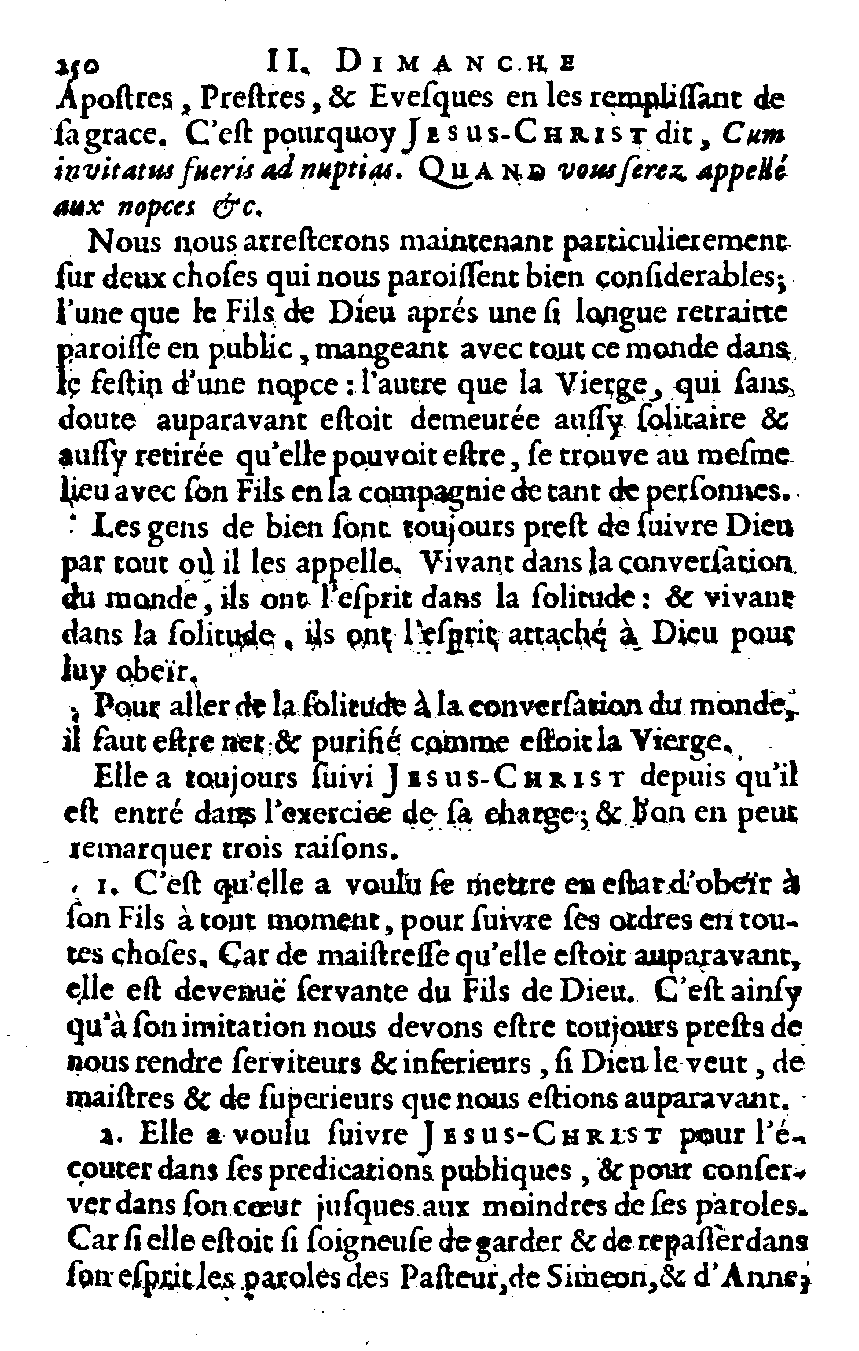 250 II. DIMANCHE
Apoſtres, Preſtres, & Eveſques en les rempliſſant de
ſa grace. C'eſt pourquoy JESUS-CHRIST dit, Cum
invitatus fueris ad nuptias. QUAND vous ſerez appellé
aux nopces &c.
Nous nous arreſterons maintenant particulierement
ſur deux choſes qui nous paroiſſent bien conſiderables;
l'une que le Fils de Dieu aprés une ſi longue retraitte
paroiſſe en public, mangeant avec tout ce monde dans
le feſtin d'une nopce: l'autre que la Vierge, qui ſans
doute auparavant eſtoit demeurée auſſy ſolitaire &
auſſy retirée qu'elle pouvoit eſtre, ſe trouve au meſme
lieu avec ſon Fils en la compagnie de tant de perſonnes.
Les gens de bien ſont toujours preſt de ſuivre Dieu
par tout où il les appelle. Vivant dans la converſation
du monde, ils ont l'eſprit dans la ſolitude: & vivant
dans la ſolitude, ils ont l'eſprit attaché à Dieu pour
luy obeïr.
Pour aller de la ſolitude à la converſation du monde,
il faut eſtre net & purifié comme eſtoit la Vierge.
Elle a toujours ſuivi JESUS-CHRIST depuis qu'il
eſt entré dans l'exercice de ſa charge; & l'on en peut
remarquer trois raiſons.
1. C'eſt qu'elle a voulu ſe mettre en eſtat d'obeïr à
ſon Fils à tout moment, pour ſuivre ſes ordres en tou-
tes choſes. Car de maiſtreſſe qu'elle eſtoit auparavant,
elle eſt devenuë ſervante du Fils de Dieu. C'eſt ainſy
qu'à ſon imitation nous devons eſtre toujours preſts de
nous rendre ſerviteurs & inferieurs, ſi Dieu le veut, de
maiſtres & de ſuperieurs que nous eſtions auparavant.
2. Elle a voulu ſuivre JESUS-CHRIST pour l'é-
couter dans ſes predications publiques, & pour conſer-
ver dans ſon cœur juſques aux moindres de ſes paroles.
Car ſi elle eſtoit ſi ſoigneuſe de garder & de repaſſer dans
ſon eſprit les paroles des Paſteur, de Simeon, & d'Anne;